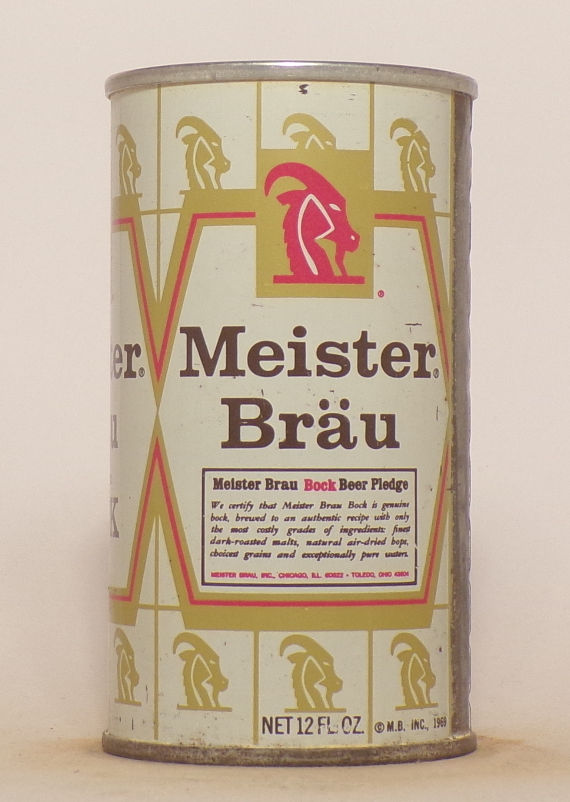 er®
u
K
®
Meister®
Bräu
Meister Brau Bock Beer Pledge
We certify that Meister Brau Bock is genuine
bock, brewed to an authentic recipe with only
the most costly grades of ingredients: finest
dark-roasted malts, natural air-dried hops,
choicest grains and exceptionally pure waters.
MEISTER BRAU, INC., CHICAGO, ILL. 60622 • TOLEDO, OHIO 43604
NET 12 FL. OZ. © M.B. INC., 1969